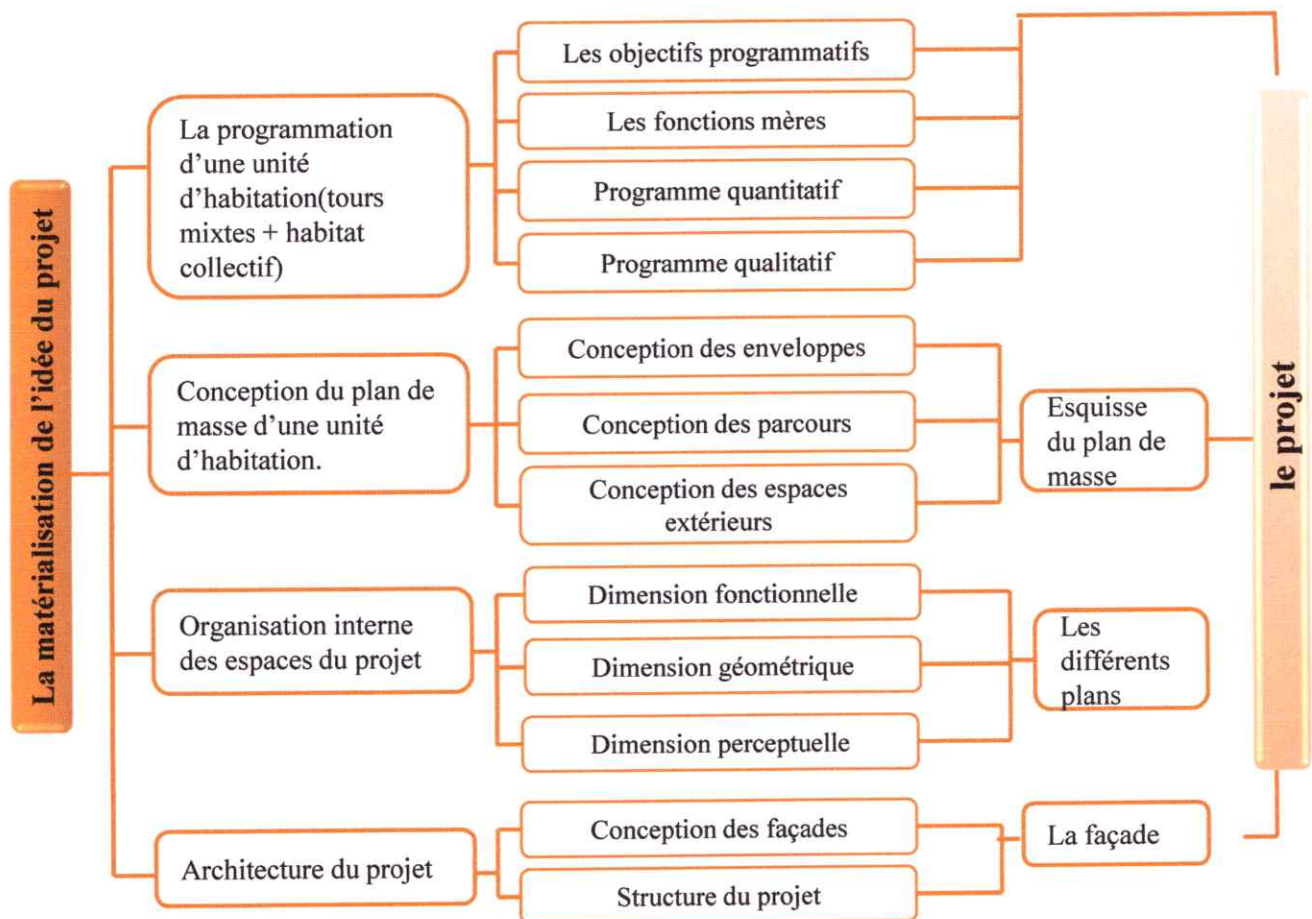 La matérialisation de l'idée du projet
La programmation
d'une unité
d'habitation(tours
mixtes + habitat
collectif)
Les objectifs programmatifs
Les fonctions mères
Programme quantitatif
Programme qualitatif
Conception du plan de
masse d'une unité
d'habitation.
Conception des enveloppes
Conception des parcours
Conception des espaces
extérieurs
Esquisse
du plan de
masse
Organisation interne
des espaces du projet
Dimension fonctionnelle
Dimension géométrique
Dimension perceptuelle
Les
différents
plans
Architecture du projet
Conception des façades
Structure du projet
La façade
le projet